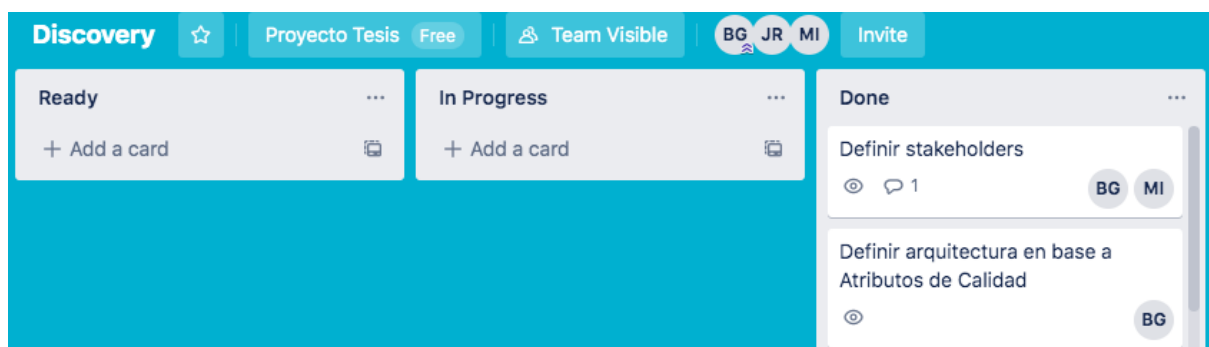 Discovery Proyecto Tesis Free Team Visible BG JR MI Invite
Ready
+ Add a card
In Progress
+ Add a card
Done
Definir stakeholders
1 BG MI
Definir arquitectura en base a
Atributos de Calidad
BG